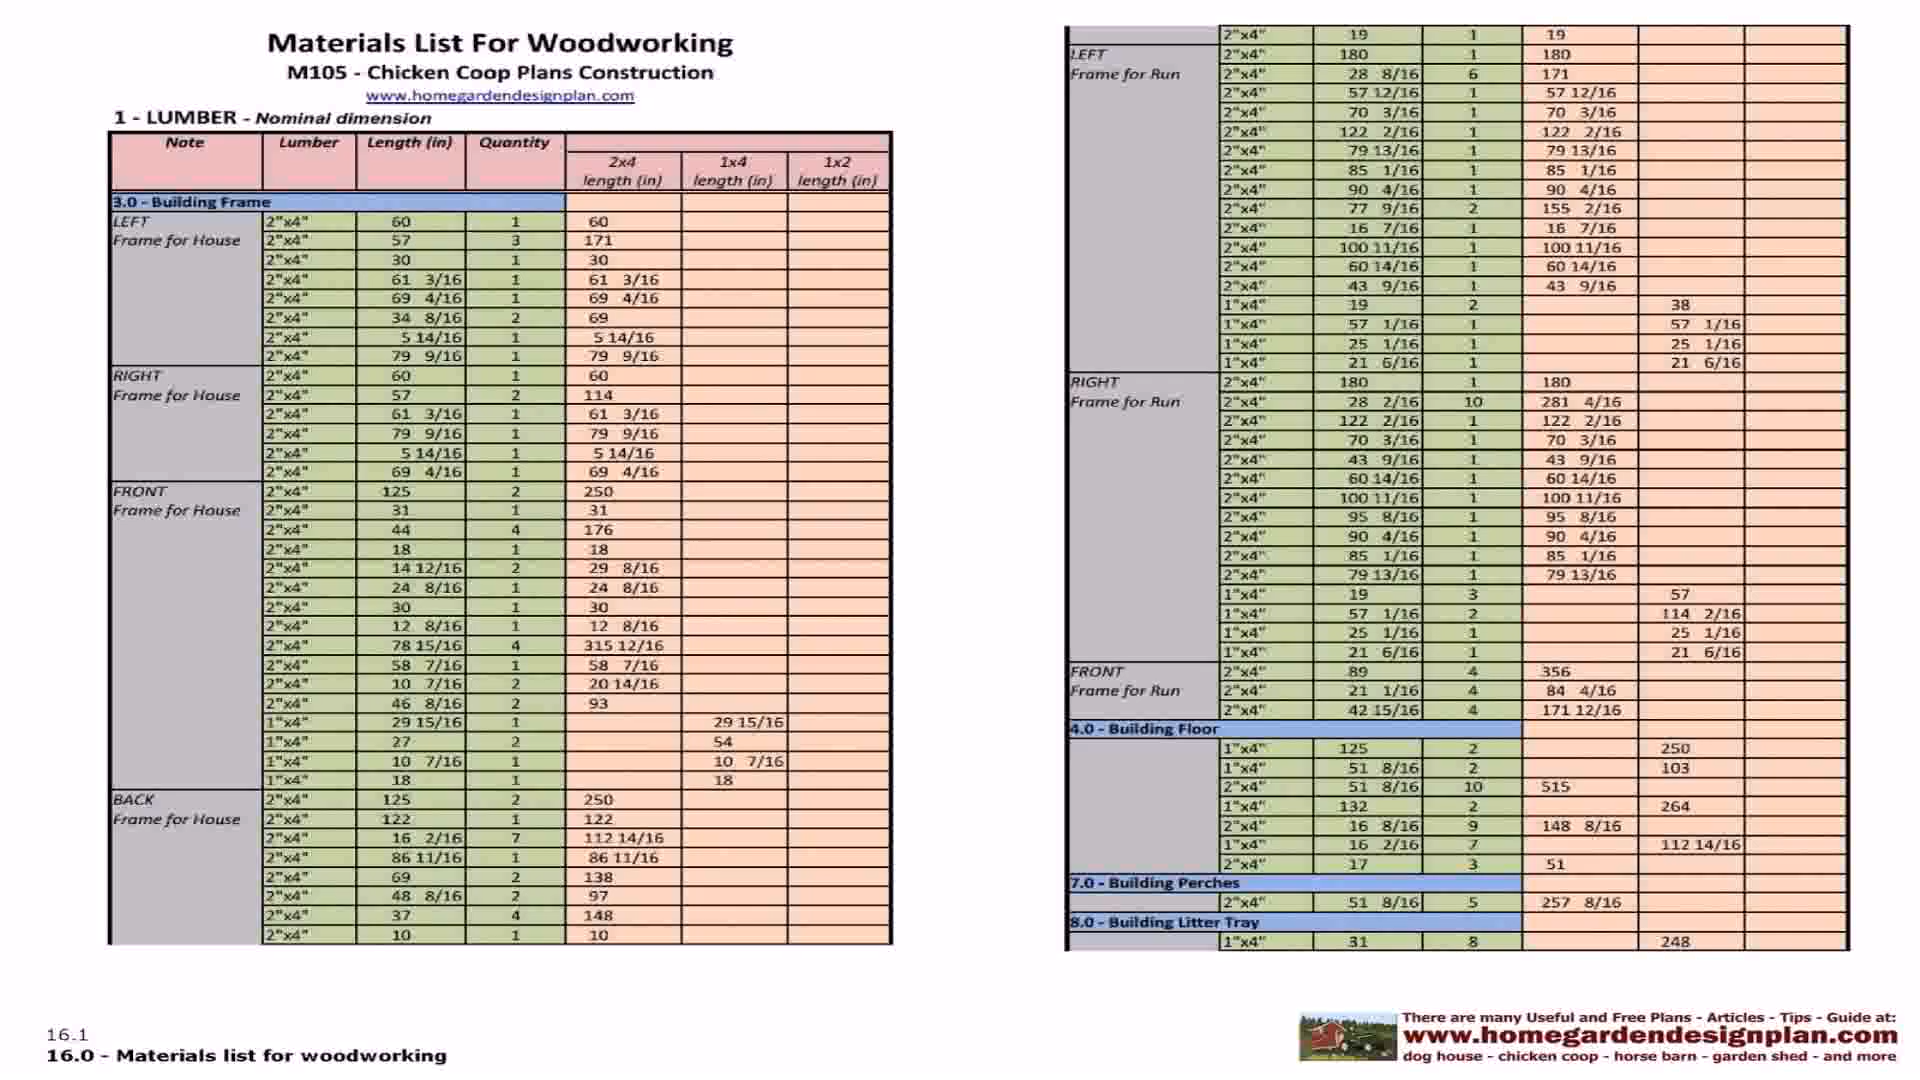 Materials List For Woodworking
M105 - Chicken Coop Plans Construction
www.homegardendesignplan.com
1 - LUMBER - Nominal dimension
Note Lumber Length (in) Quantity
2x4 1x4 1x2
length (in) length (in) length (in)
3.0 - Building Frame
LEFT 2"x4" 60 1 60
Frame for House 2"x4" 57 3 171
2"x4" 30 1 30
2"x4" 61 3/16 1 61 3/16
2"x4" 69 4/16 1 69 4/16
2"x4" 34 8/16 2 69
2"x4" 5 14/16 1 5 14/16
2"x4" 79 9/16 1 79 9/16
RIGHT 2"x4" 60 1 60
Frame for House 2"x4" 57 2 114
2"x4" 61 3/16 1 61 3/16
2"x4" 79 9/16 1 79 9/16
2"x4" 5 14/16 1 5 14/16
2"x4" 69 4/16 1 69 4/16
FRONT 2"x4" 125 2 250
Frame for House 2"x4" 31 1 31
2"x4" 44 4 176
2"x4" 18 1 18
2"x4" 14 12/16 2 29 8/16
2"x4" 24 8/16 1 24 8/16
2"x4" 30 1 30
2"x4" 12 8/16 1 12 8/16
2"x4" 78 15/16 4 315 12/16
2"x4" 58 7/16 1 58 7/16
2"x4" 10 7/16 2 20 14/16
2"x4" 46 8/16 2 93
1"x4" 29 15/16 1 29 15/16
1"x4" 27 2 54
1"x4" 10 7/16 1 10 7/16
1"x4" 18 1 18
BACK 2"x4" 125 2 250
Frame for House 2"x4" 122 1 122
2"x4" 16 2/16 7 112 14/16
2"x4" 86 11/16 1 86 11/16
2"x4" 69 2 138
2"x4" 48 8/16 2 97
2"x4" 37 4 148
2"x4" 10 1 10
2"x4" 19 1 19
LEFT 2"x4" 180 1 180
Frame for Run 2"x4" 28 8/16 6 171
2"x4" 57 12/16 1 57 12/16
2"x4" 70 3/16 1 70 3/16
2"x4" 122 2/16 1 122 2/16
2"x4" 79 13/16 1 79 13/16
2"x4" 85 1/16 1 85 1/16
2"x4" 90 4/16 1 90 4/16
2"x4" 77 9/16 2 155 2/16
2"x4" 16 7/16 1 16 7/16
2"x4" 100 11/16 1 100 11/16
2"x4" 60 14/16 1 60 14/16
2"x4" 43 9/16 1 43 9/16
1"x4" 19 2 38
1"x4" 57 1/16 1 57 1/16
1"x4" 25 1/16 1 25 1/16
1"x4" 21 6/16 1 21 6/16
RIGHT 2"x4" 180 1 180
Frame for Run 2"x4" 28 2/16 10 281 4/16
2"x4" 122 2/16 1 122 2/16
2"x4" 70 3/16 1 70 3/16
2"x4" 43 9/16 1 43 9/16
2"x4" 60 14/16 1 60 14/16
2"x4" 100 11/16 1 100 11/16
2"x4" 95 8/16 1 95 8/16
2"x4" 90 4/16 1 90 4/16
2"x4" 85 1/16 1 85 1/16
2"x4" 79 13/16 1 79 13/16
1"x4" 19 3 57
1"x4" 57 1/16 2 114 2/16
1"x4" 25 1/16 1 25 1/16
1"x4" 21 6/16 1 21 6/16
FRONT 2"x4" 89 4 356
Frame for Run 2"x4" 21 1/16 4 84 4/16
2"x4" 42 15/16 4 171 12/16
4.0 - Building Floor
1"x4" 125 2 250
1"x4" 51 8/16 2 103
2"x4" 51 8/16 10 515
1"x4" 132 2 264
2"x4" 16 8/16 9 148 8/16
1"x4" 16 2/16 7 112 14/16
2"x4" 17 3 51
7.0 - Building Perches
2"x4" 51 8/16 5 257 8/16
8.0 - Building Litter Tray
1"x4" 31 8 248
16.1
16.0 - Materials list for woodworking
There are many Useful and Free Plans - Articles - Tips - Guide at:
www.homegardendesignplan.com
dog house - chicken coop - horse barn - garden shed - and more